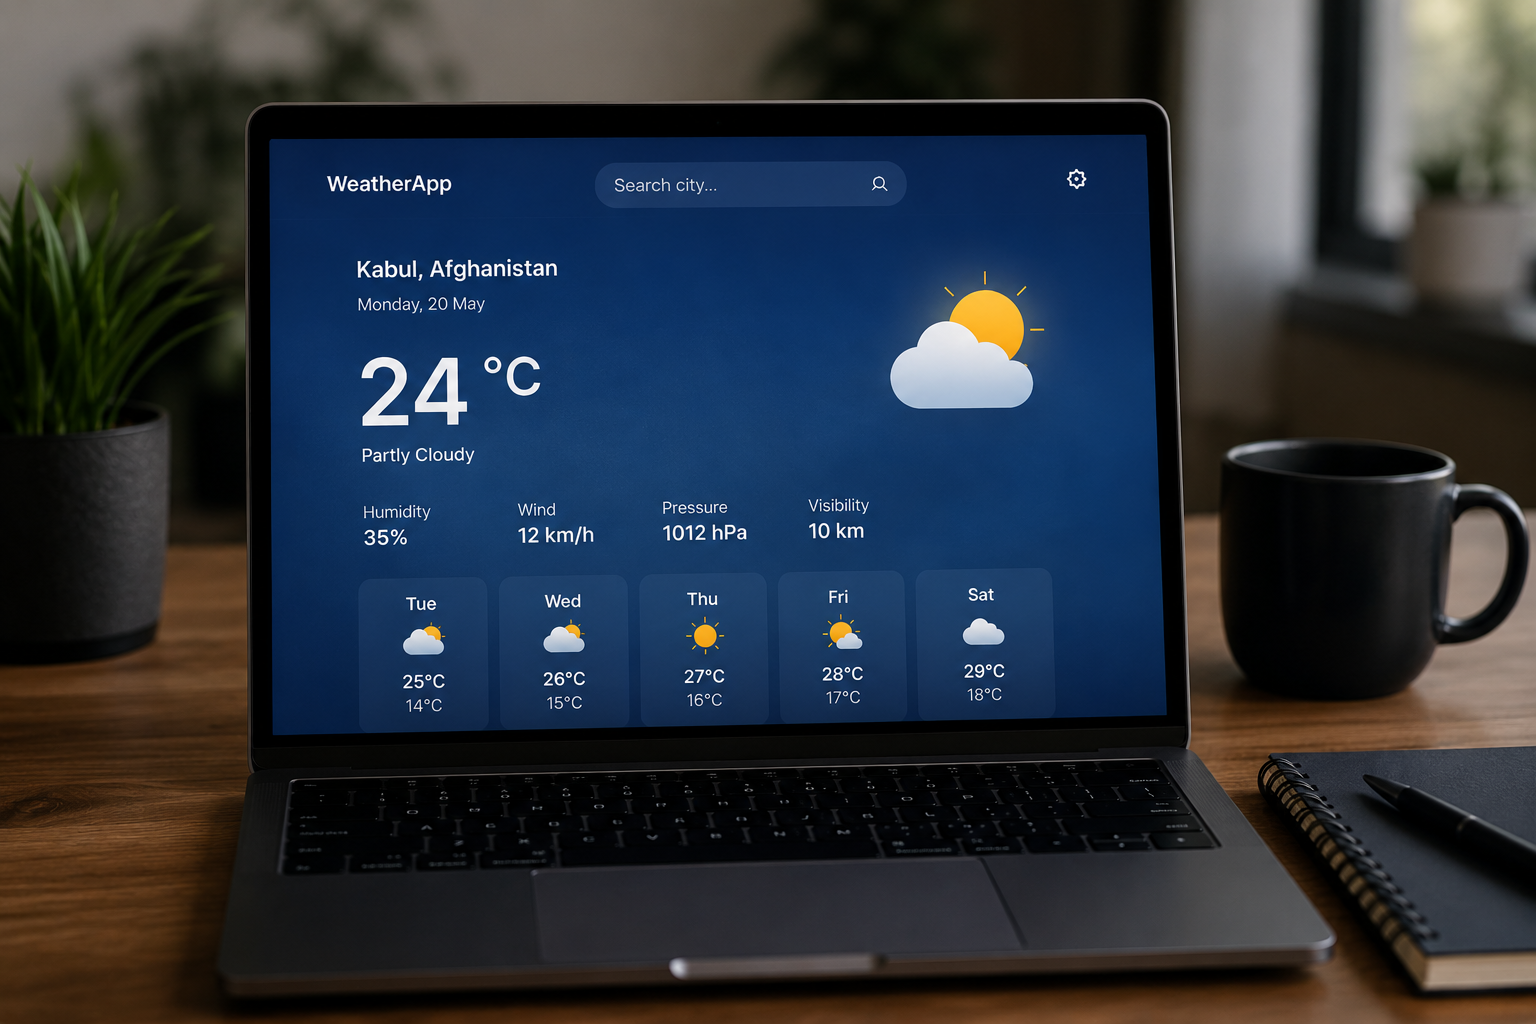 WeatherApp
Search city...
Kabul, Afghanistan
Monday, 20 May
24 °C
Partly Cloudy
Humidity Wind Pressure Visibility
35% 12 km/h 1012 hPa 10 km
Tue Wed Thu Fri Sat
25°C 26°C 27°C 28°C 29°C
14°C 15°C 16°C 17°C 18°C